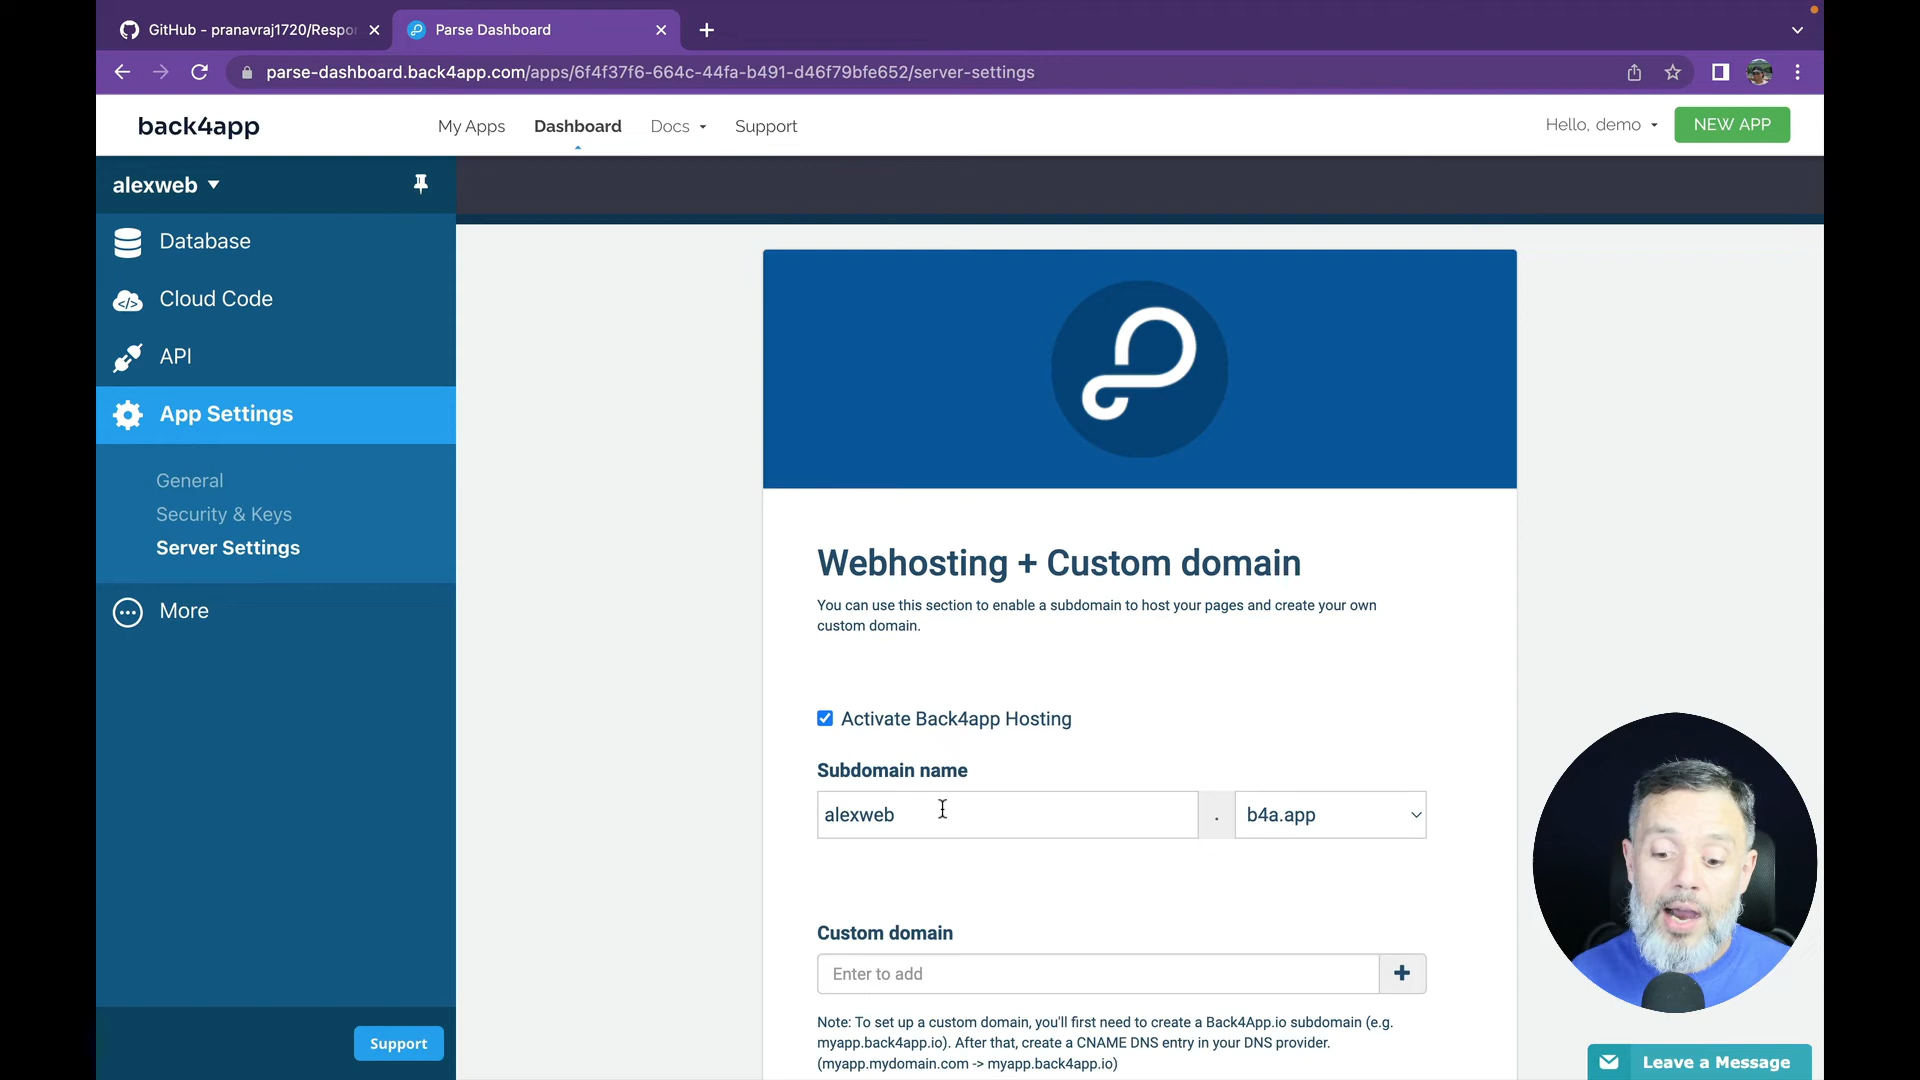 GitHub - pranavraj1720/Respor
Parse Dashboard
parse-dashboard.back4app.com/apps/6f4f37f6-664c-44fa-b491-d46f79bfe652/server-settings
back4app
My Apps
Dashboard
Docs
Support
Hello, demo
NEW APP
alexweb
Database
Cloud Code
API
App Settings
General
Security & Keys
Server Settings
More
Support
Webhosting + Custom domain
You can use this section to enable a subdomain to host your pages and create your own
custom domain.
Activate Back4app Hosting
Subdomain name
alexweb . b4a.app
Custom domain
Enter to add
Note: To set up a custom domain, you'll first need to create a Back4App.io subdomain (e.g.
myapp.back4app.io). After that, create a CNAME DNS entry in your DNS provider.
(myapp.mydomain.com -> myapp.back4app.io)
Leave a Message